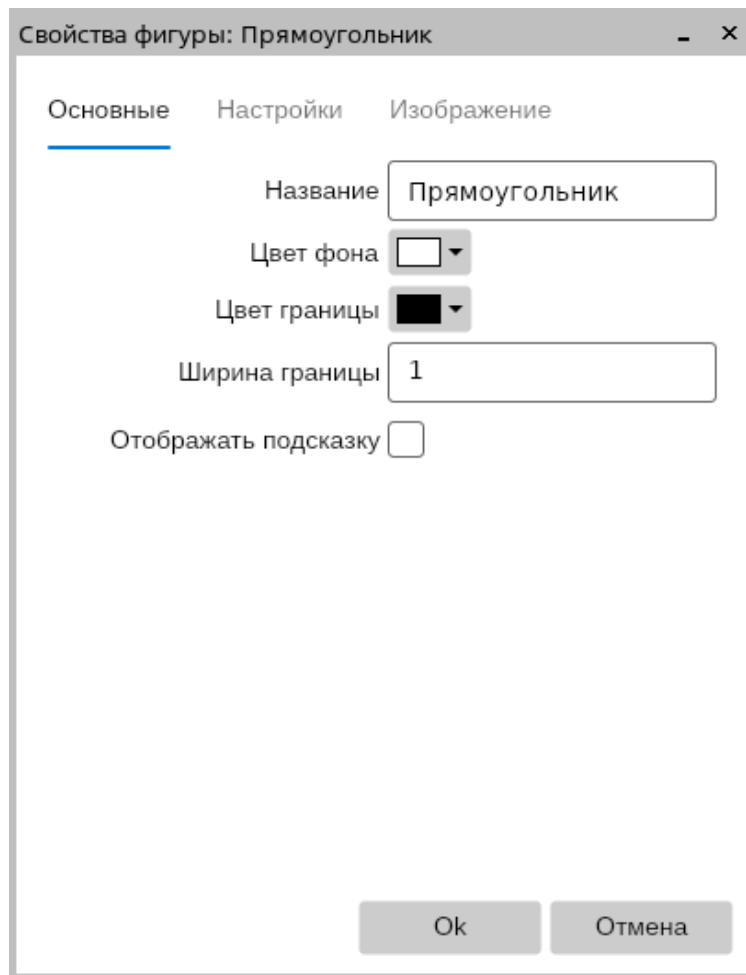 Свойства фигуры: Прямоугольник
Основные Настройки Изображение
Название Прямоугольник
Цвет фона
Цвет границы
Ширина границы 1
Отображать подсказку
Ok Отмена